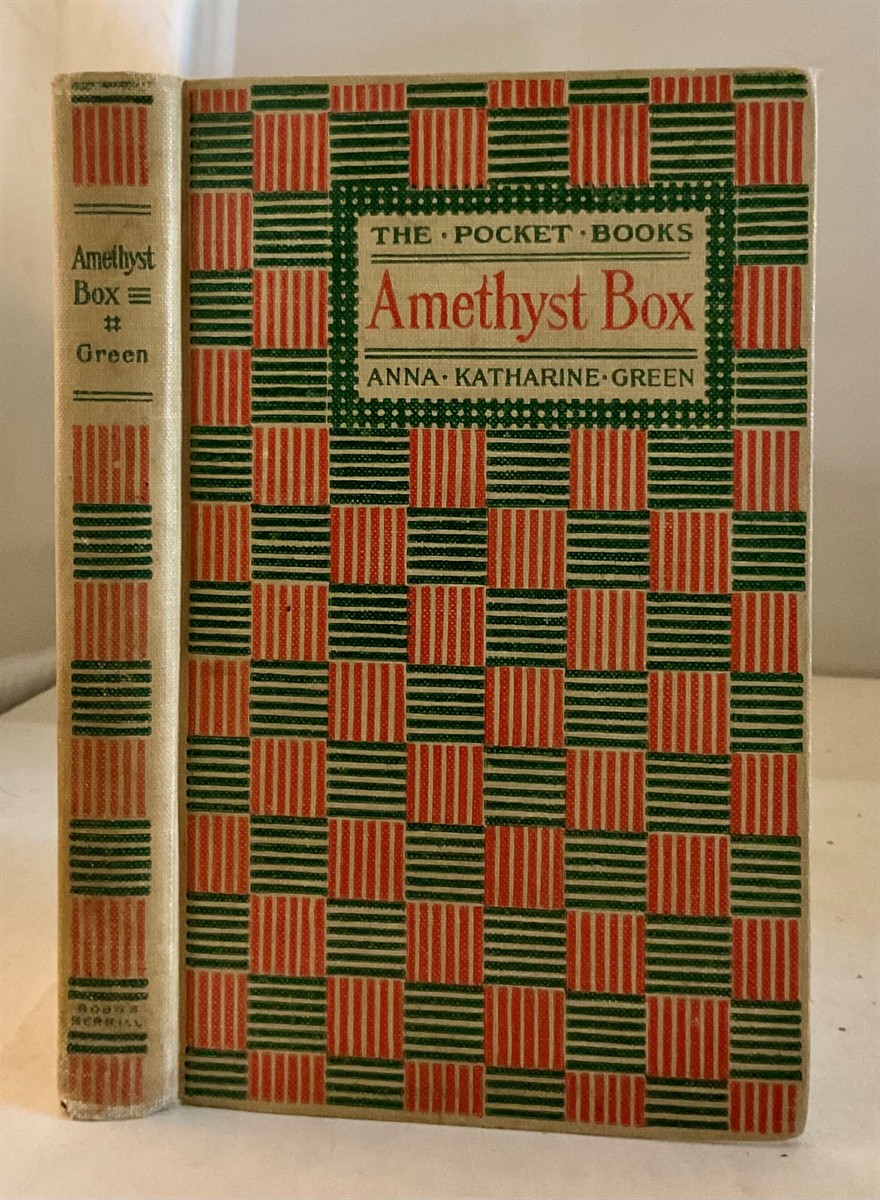 Amethyst
Box
Green
BOBBS
MERRILL
THE · POCKET · BOOKS
Amethyst Box
ANNA · KATHARINE · GREEN